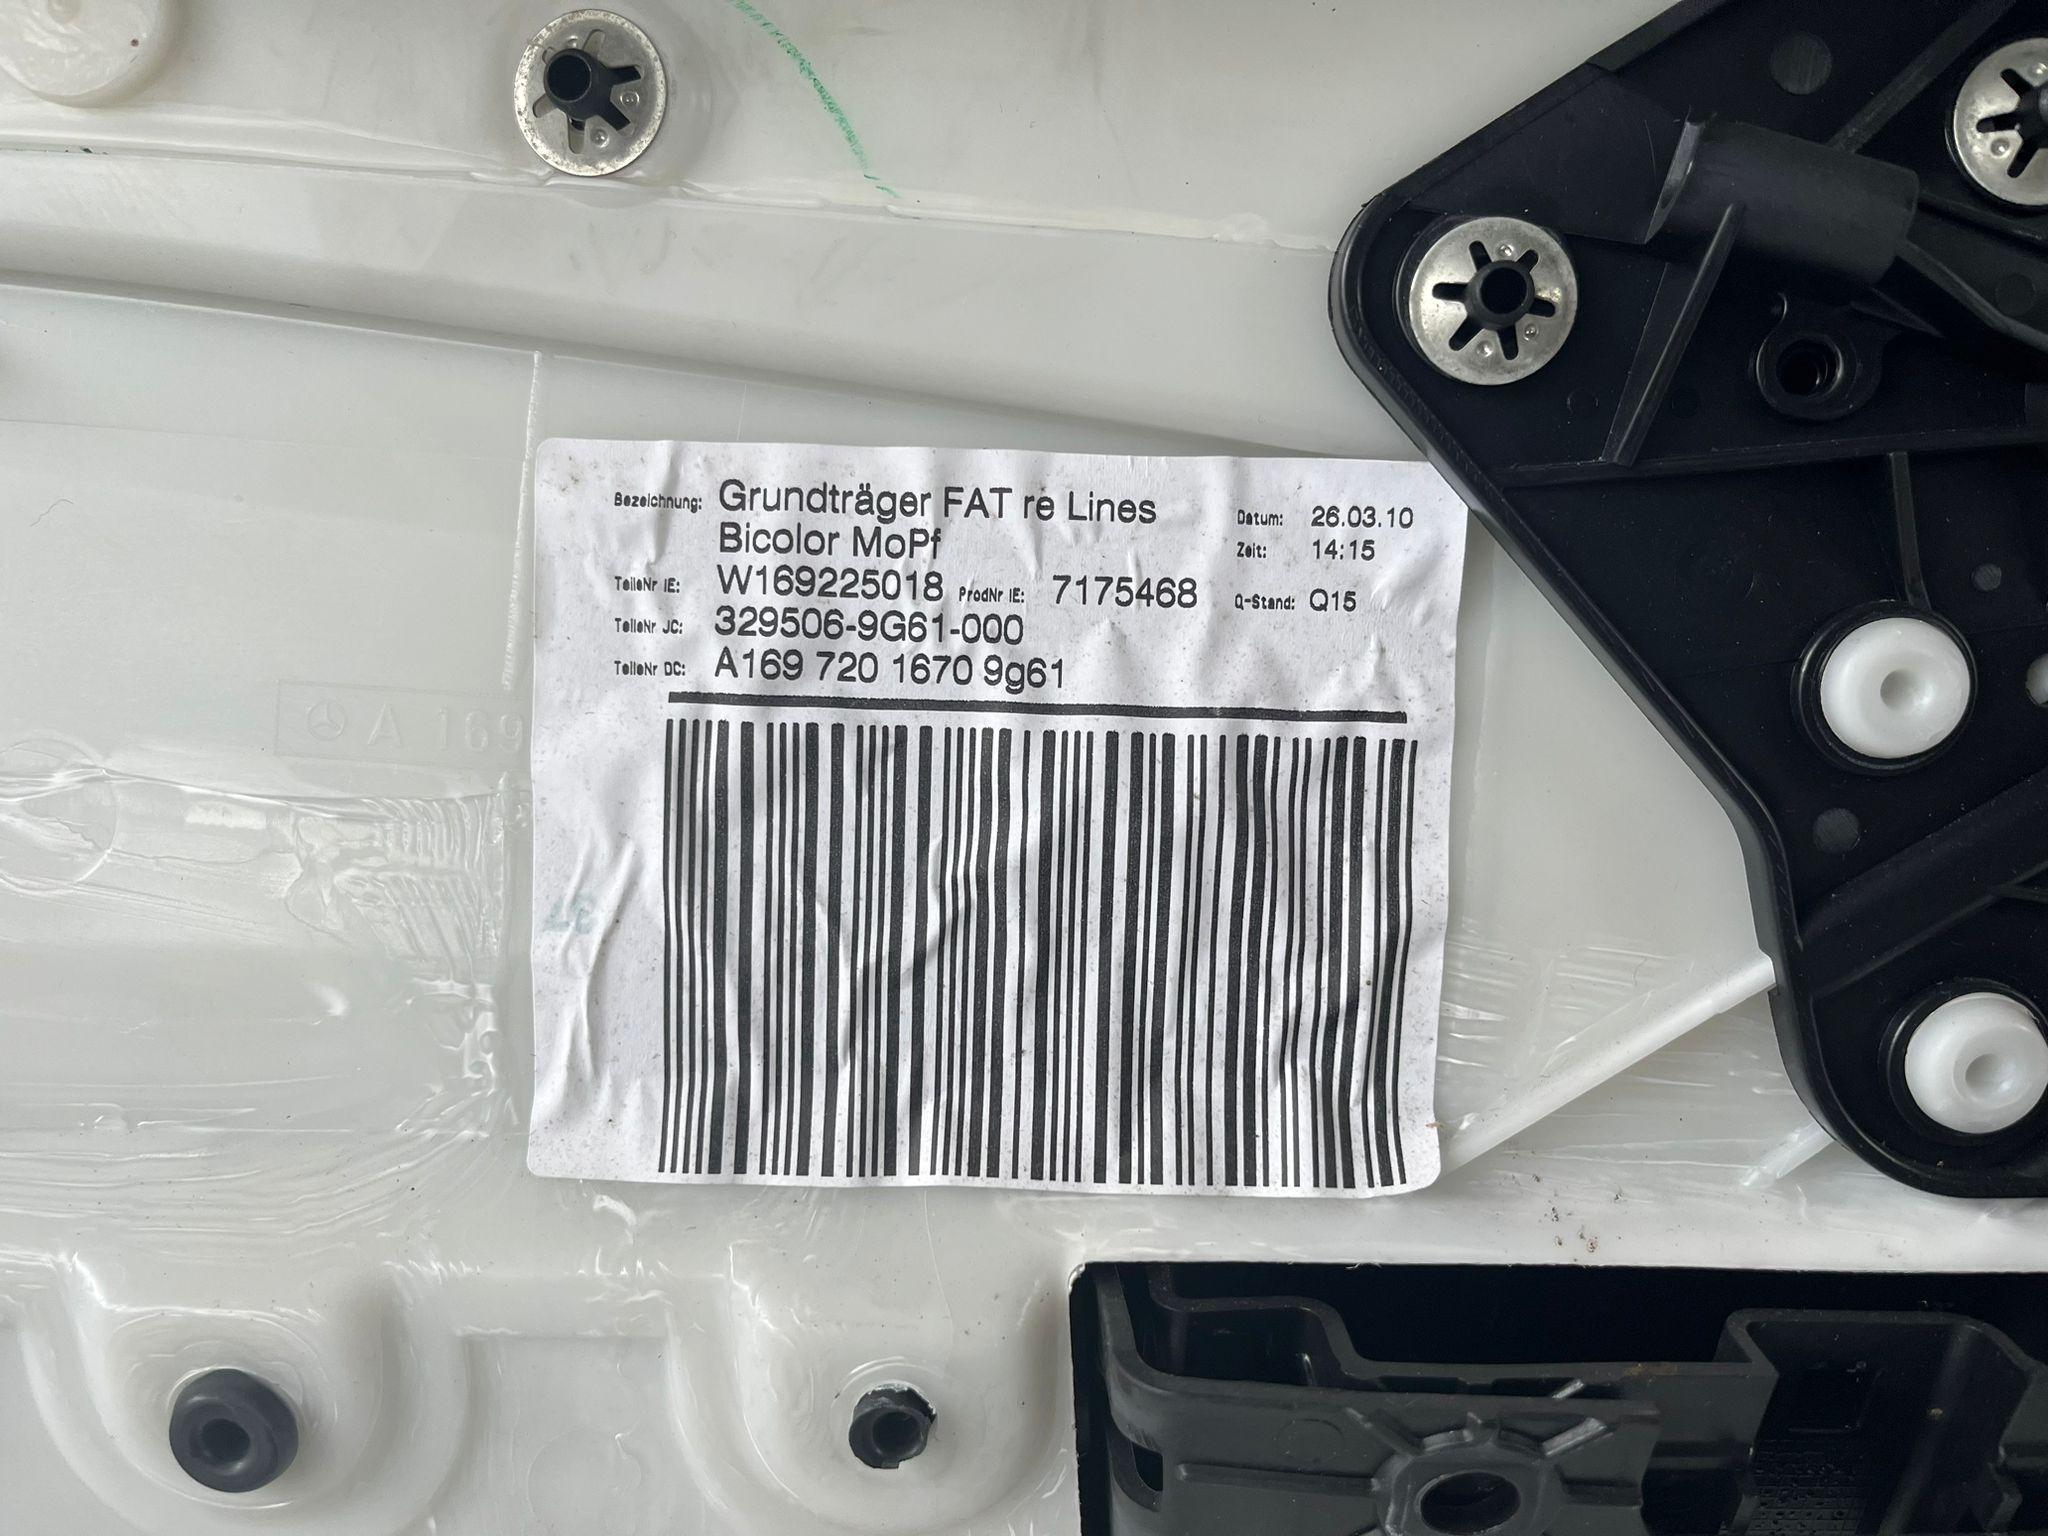 Bezeichnung: Grundträger FAT re Lines
Bicolor MoPf
Datum: 26.03.10
Zeit: 14:15
TeileNr IE: W169225018 ProdNr IE: 7175468 Q-Stand: Q15
TeileNr JC: 329506-9G61-000
TeileNr DC: A169 720 1670 9g61
A 169
37